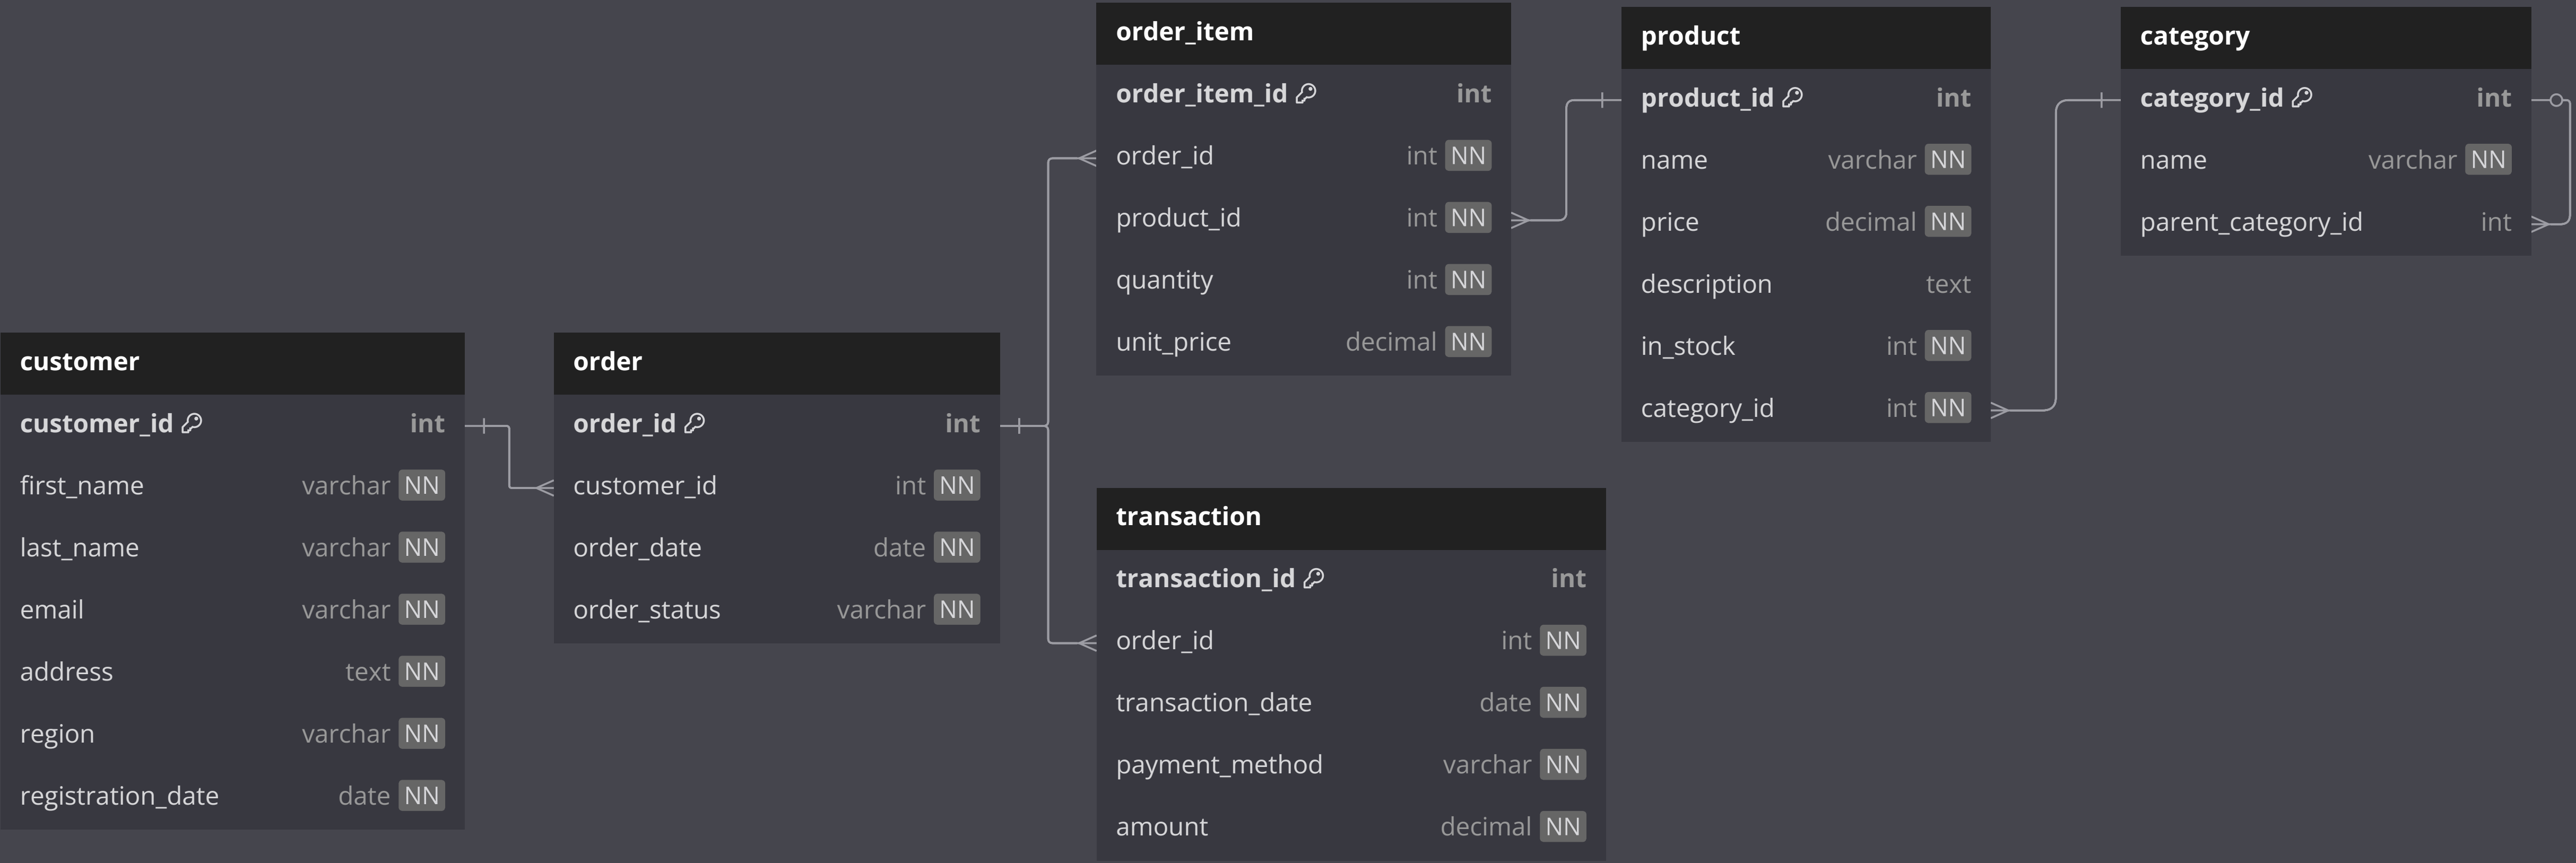 order_item
order_item_id int
order_id int NN
product_id int NN
quantity int NN
unit_price decimal NN
product
product_id int
name varchar NN
price decimal NN
description text
in_stock int NN
category_id int NN
category
category_id int
name varchar NN
parent_category_id int
customer
customer_id int
first_name varchar NN
last_name varchar NN
email varchar NN
address text NN
region varchar NN
registration_date date NN
order
order_id int
customer_id int NN
order_date date NN
order_status varchar NN
transaction
transaction_id int
order_id int NN
transaction_date date NN
payment_method varchar NN
amount decimal NN